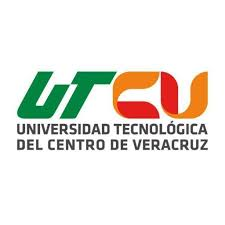 UTCV
UNIVERSIDAD TECNOLÓGICA
DEL CENTRO DE VERACRUZ